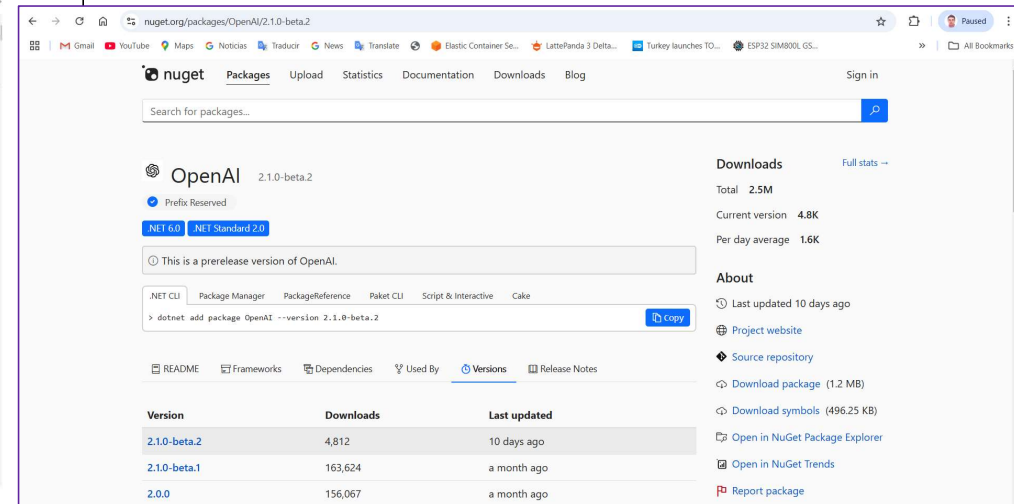 nuget.org/packages/OpenAI/2.1.0-beta.2
Paused
Gmail YouTube Maps Noticias Traducir News Translate Elastic Container Se... LattePanda 3 Delta... Turkey launches TO... ESP32 SIM800L GS... » All Bookmarks
nuget Packages Upload Statistics Documentation Downloads Blog Sign in
Search for packages...
OpenAI 2.1.0-beta.2
Prefix Reserved
.NET 6.0 .NET Standard 2.0
This is a prerelease version of OpenAI.
.NET CLI Package Manager PackageReference Paket CLI Script & Interactive Cake
> dotnet add package OpenAI --version 2.1.0-beta.2 Copy
README Frameworks Dependencies Used By Versions Release Notes
Version Downloads Last updated
2.1.0-beta.2 4,812 10 days ago
2.1.0-beta.1 163,624 a month ago
2.0.0 156,067 a month ago
Downloads Full stats →
Total 2.5M
Current version 4.8K
Per day average 1.6K
About
Last updated 10 days ago
Project website
Source repository
Download package (1.2 MB)
Download symbols (496.25 KB)
Open in NuGet Package Explorer
Open in NuGet Trends
Report package